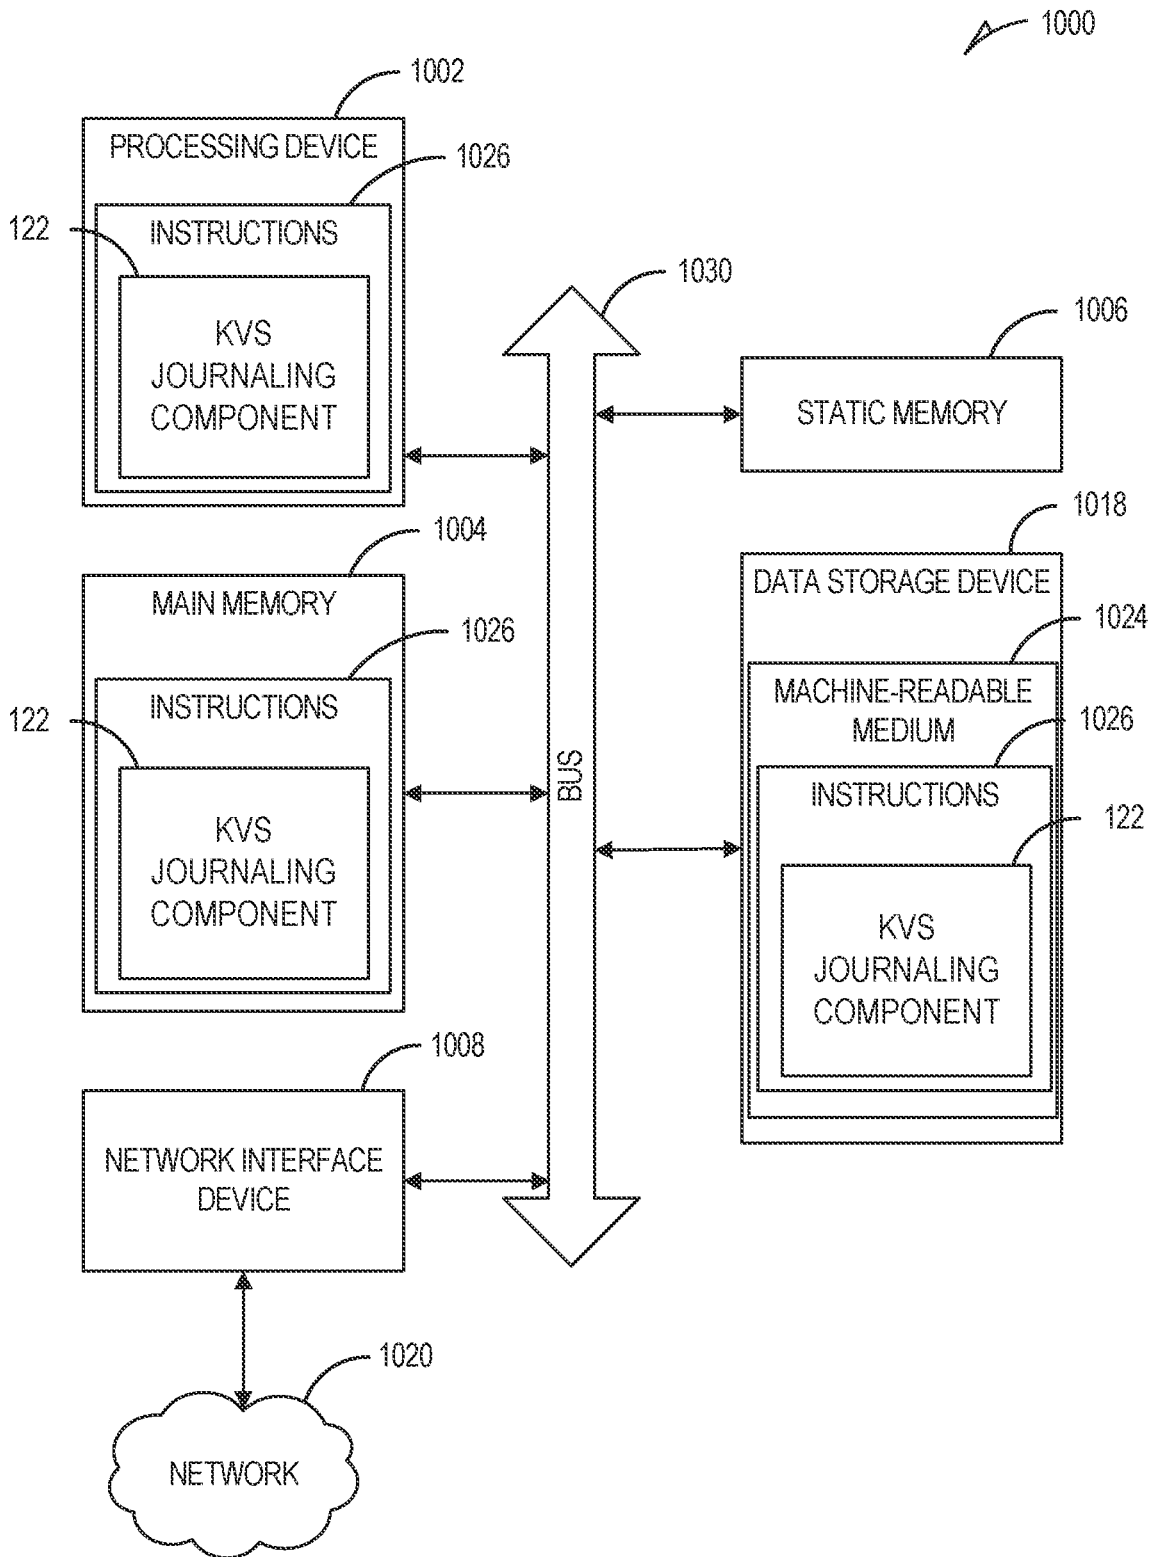 1000
1002
PROCESSING DEVICE
1026
122
INSTRUCTIONS
KVS
JOURNALING
COMPONENT
1030
1006
STATIC MEMORY
1004
MAIN MEMORY
1026
122
INSTRUCTIONS
KVS
JOURNALING
COMPONENT
BUS
1018
DATA STORAGE DEVICE
1024
MACHINE-READABLE
MEDIUM
1026
INSTRUCTIONS
122
KVS
JOURNALING
COMPONENT
1008
NETWORK INTERFACE
DEVICE
1020
NETWORK